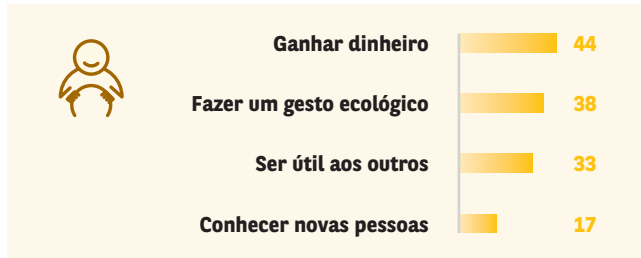 Ganhar dinheiro 44
Fazer um gesto ecológico 38
Ser útil aos outros 33
Conhecer novas pessoas 17